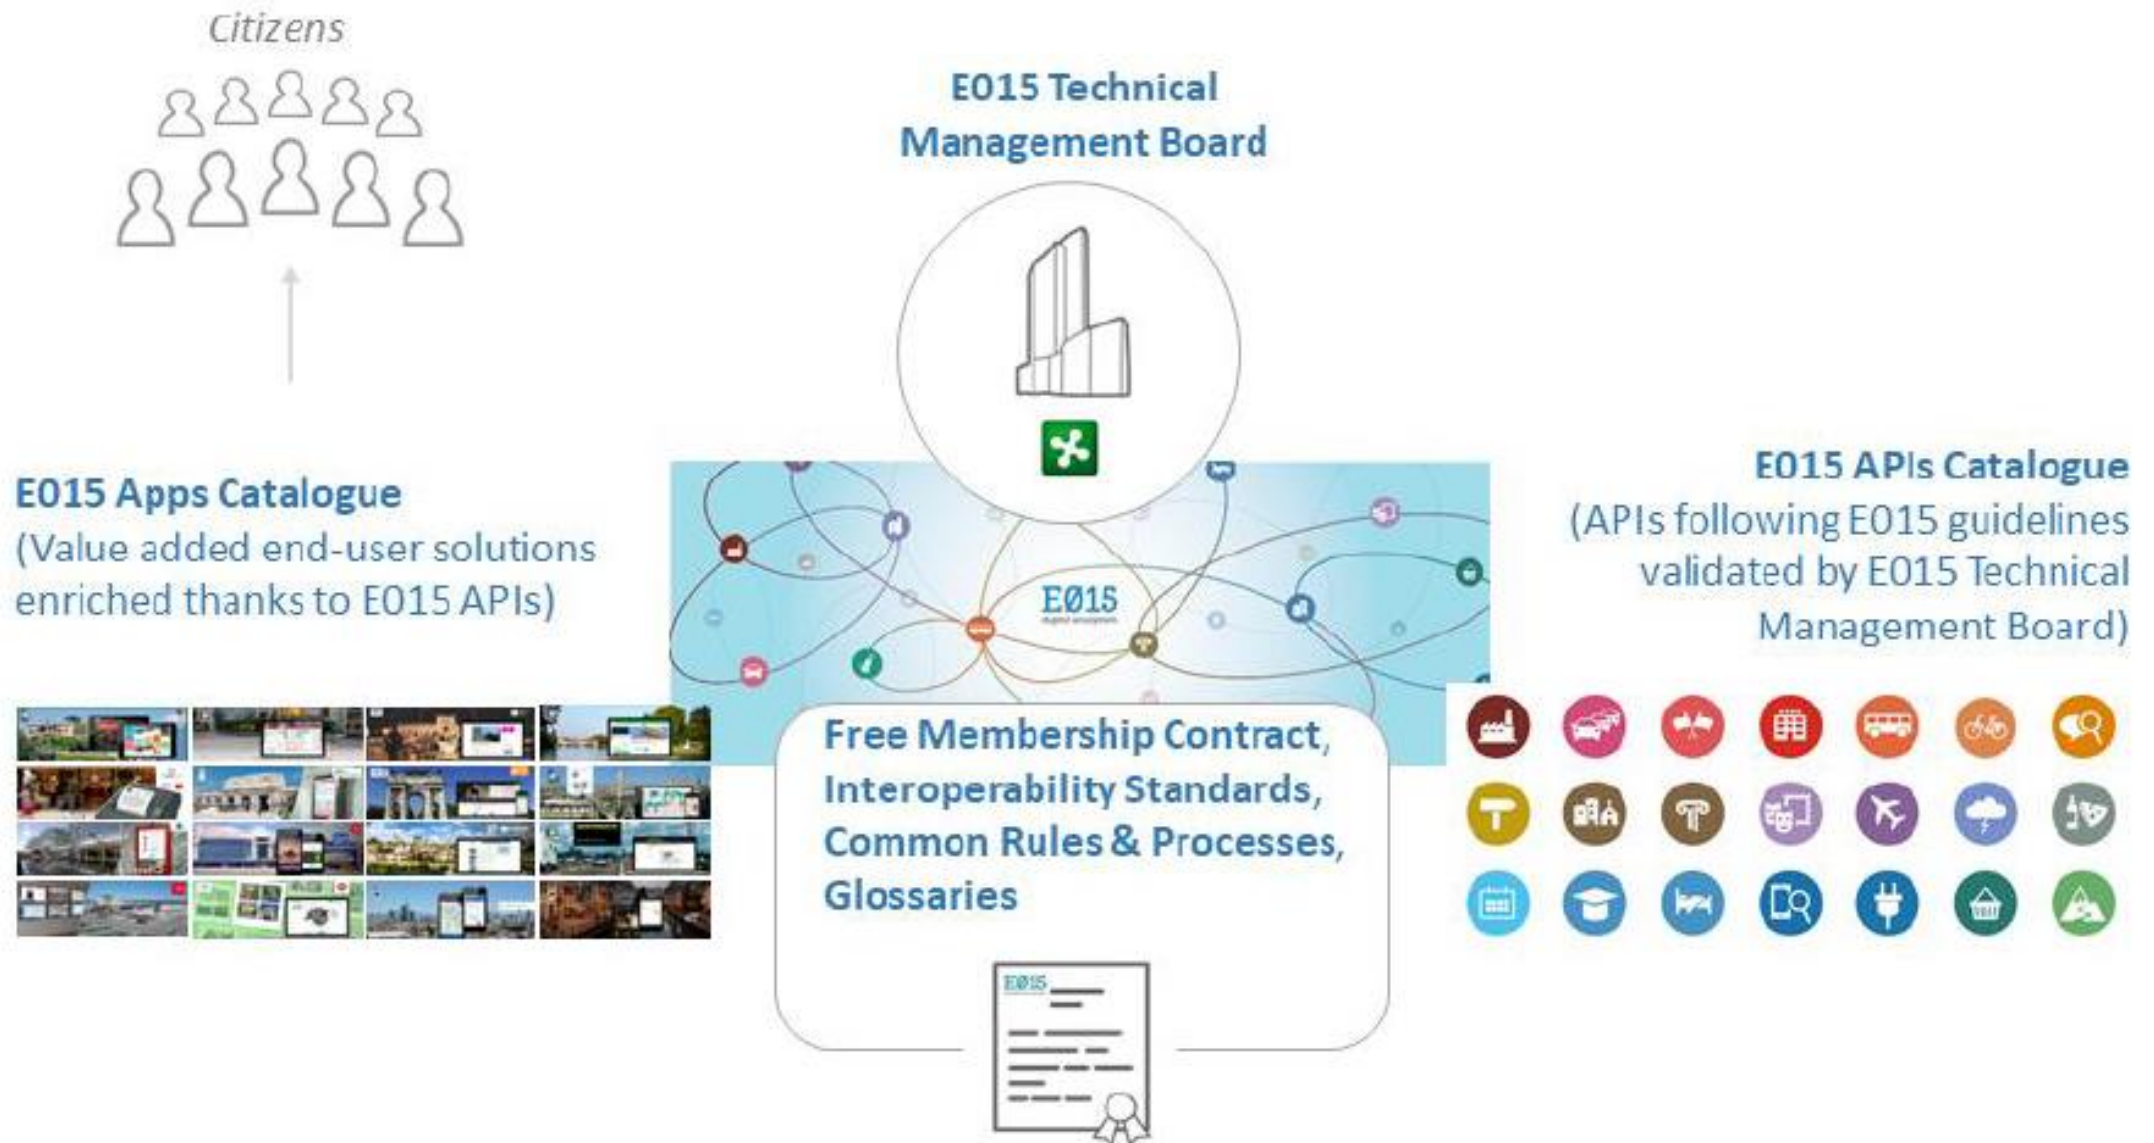 Citizens
E015 Technical
Management Board
E015 Apps Catalogue
(Value added end-user solutions
enriched thanks to E015 APIs)
EØ15
E015 APIs Catalogue
(APIs following E015 guidelines
validated by E015 Technical
Management Board)
Free Membership Contract,
Interoperability Standards,
Common Rules & Processes,
Glossaries
EØ15